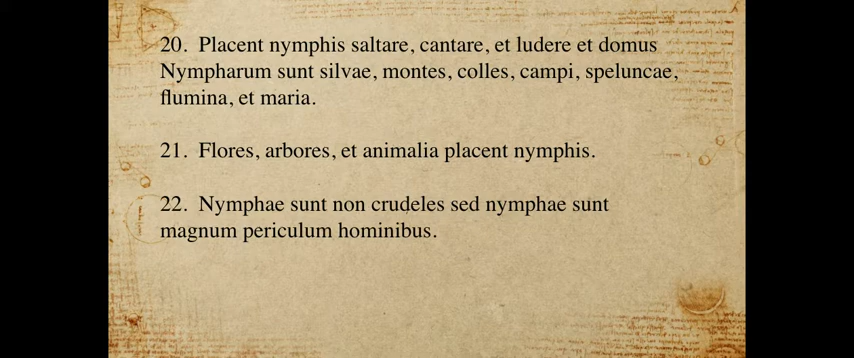 20. Placent nymphis saltare, cantare, et ludere et domus
Nympharum sunt silvae, montes, colles, campi, speluncae,
flumina, et maria.
21. Flores, arbores, et animalia placent nymphis.
22. Nymphae sunt non crudeles sed nymphae sunt
magnum periculum hominibus.